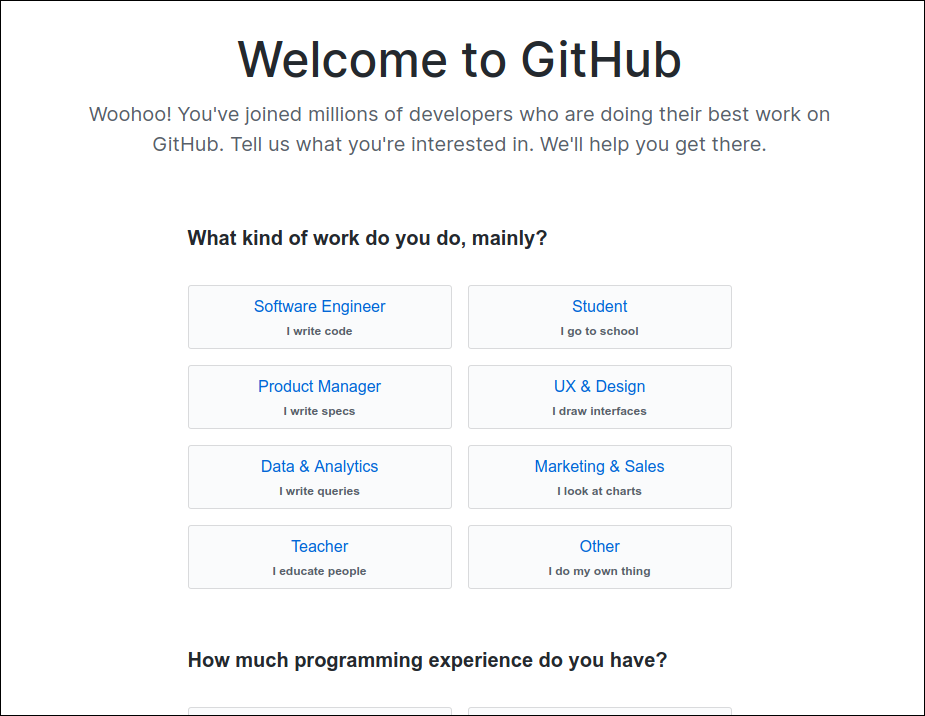 Welcome to GitHub
Woohoo! You've joined millions of developers who are doing their best work on
GitHub. Tell us what you're interested in. We'll help you get there.
What kind of work do you do, mainly?
Software Engineer
I write code
Student
I go to school
Product Manager
I write specs
UX & Design
I draw interfaces
Data & Analytics
I write queries
Marketing & Sales
I look at charts
Teacher
I educate people
Other
I do my own thing
How much programming experience do you have?